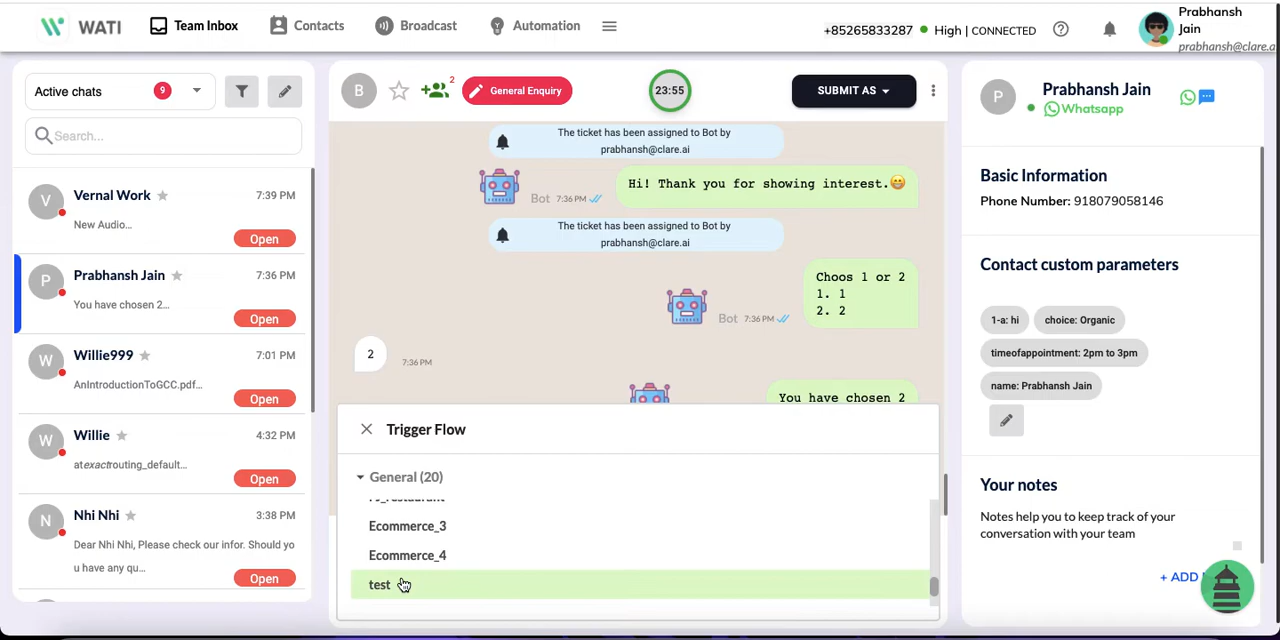 WATI
Team Inbox
Contacts
Broadcast
Automation
+85265833287
High | CONNECTED
Prabhansh
Jain
prabhansh@clare.a
Active chats
9
Search...
V
Vernal Work
7:39 PM
New Audio...
Open
P
Prabhansh Jain
7:36 PM
You have chosen 2...
Open
W
Willie999
7:01 PM
AnIntroductionToGCC.pdf...
Open
W
Willie
4:32 PM
atexactrouting_default...
Open
N
Nhi Nhi
3:38 PM
Dear Nhi Nhi, Please check our infor. Should yo
u have any qu...
Open
B
2
General Enquiry
23:55
SUBMIT AS
The ticket has been assigned to Bot by
prabhansh@clare.ai
Hi! Thank you for showing interest.😀
Bot 7:36 PM
The ticket has been assigned to Bot by
prabhansh@clare.ai
Choos 1 or 2
1. 1
2. 2
Bot 7:36 PM
2
7:36 PM
You have chosen 2
Trigger Flow
General (20)
Ecommerce_3
Ecommerce_4
test
P
Prabhansh Jain
Whatsapp
Basic Information
Phone Number: 918079058146
Contact custom parameters
1-a: hi
choice: Organic
timeofappointment: 2pm to 3pm
name: Prabhansh Jain
Your notes
Notes help you to keep track of your
conversation with your team
+ ADD